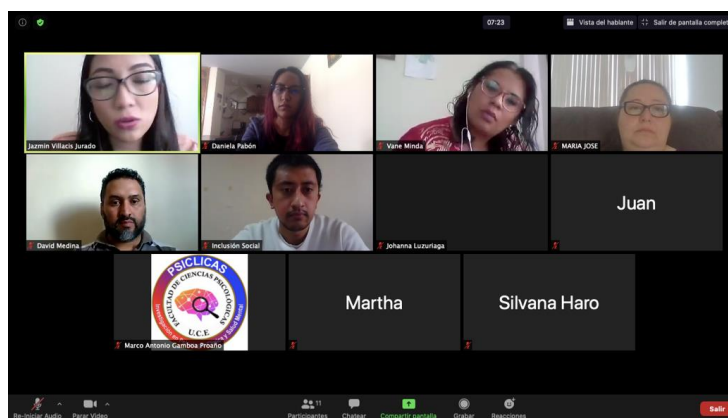 07:23
Vista del hablante
Salir de pantalla complet
Jazmin Villacis Jurado
Daniela Pabón
Vane Minda
MARIA JOSE
David Medina
Inclusión Social
Johanna Luzuriaga
Juan
PSICLICAS
FACULTAD DE CIENCIAS PSICOLÓGICAS
U.C.E
Marco Antonio Gamboa Proaño
Martha
Silvana Haro
Re-Iniciar Audio
Parar Video
11
Participantes
Chatear
Compartir pantalla
Grabar
Reacciones
Salir